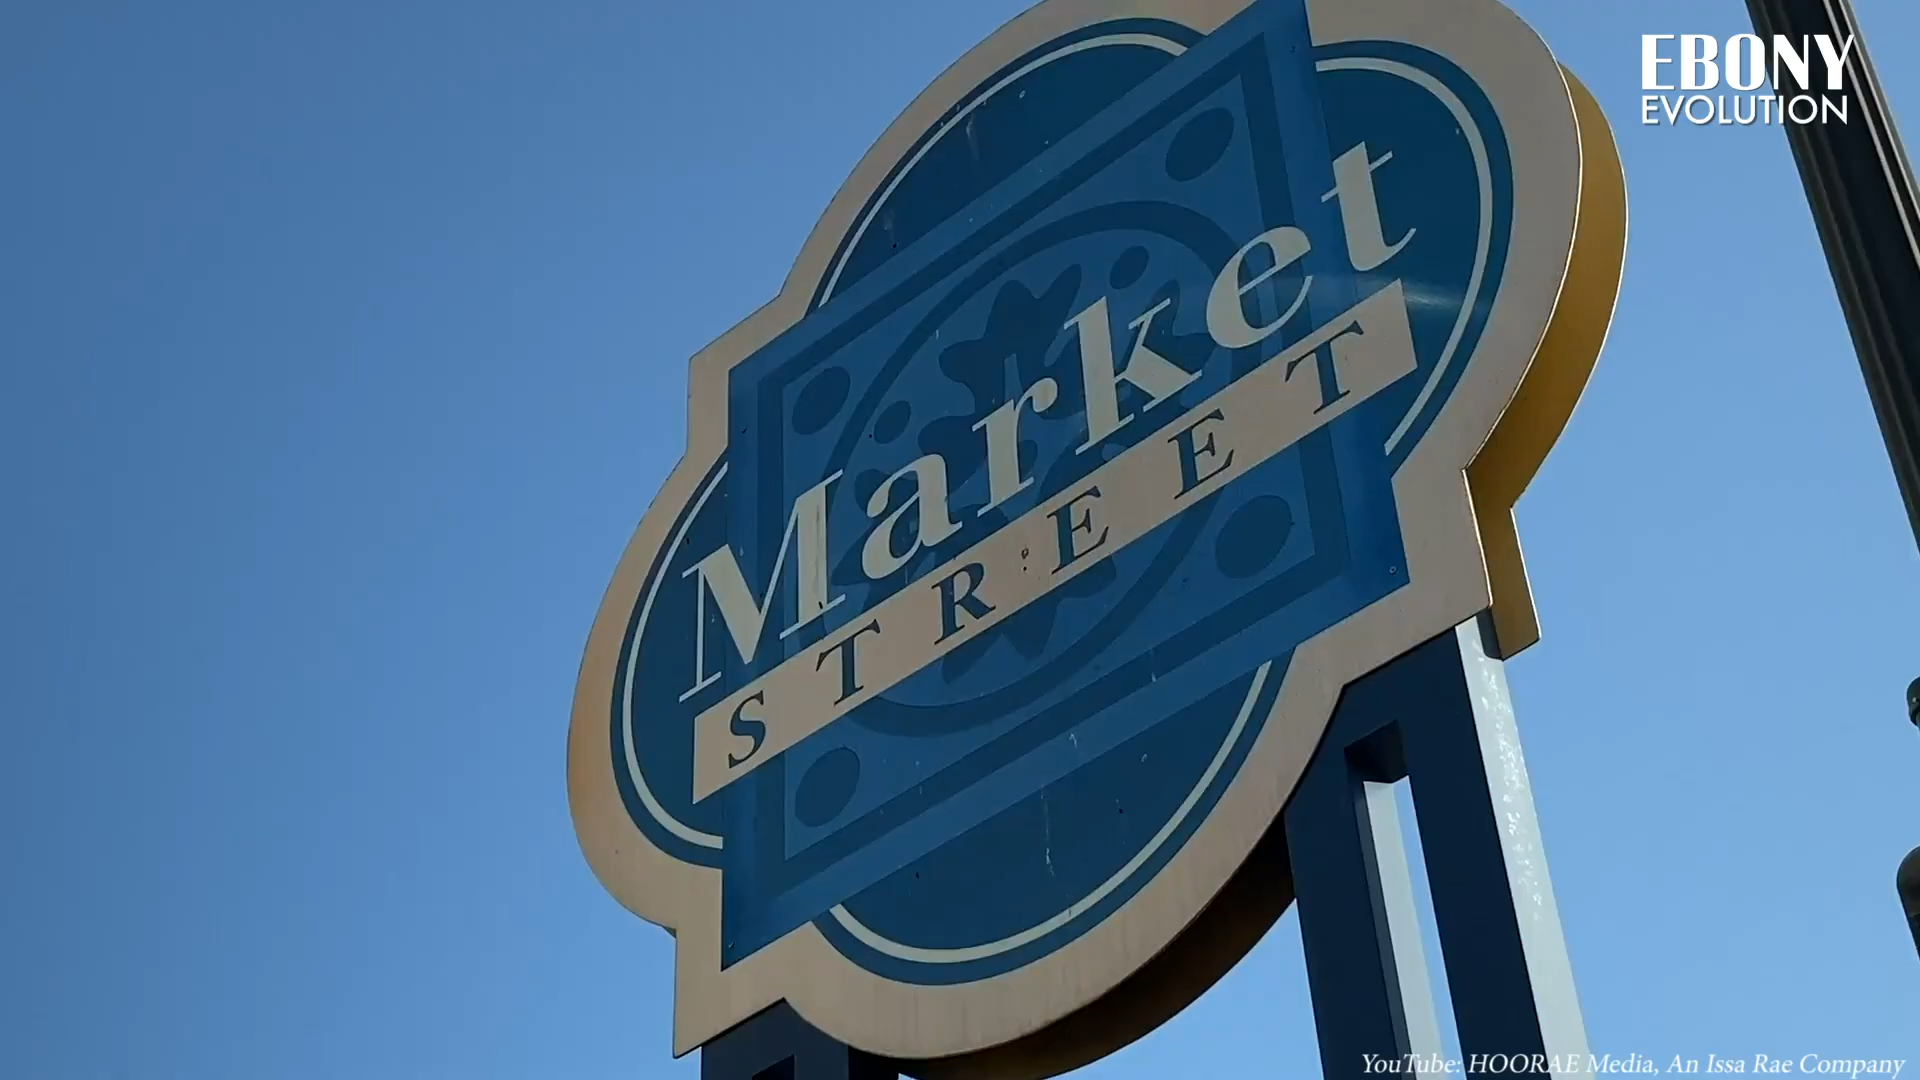 EBONY
EVOLUTION
Market
STREET
YouTube: HOORAE Media, An Issa Rae Company